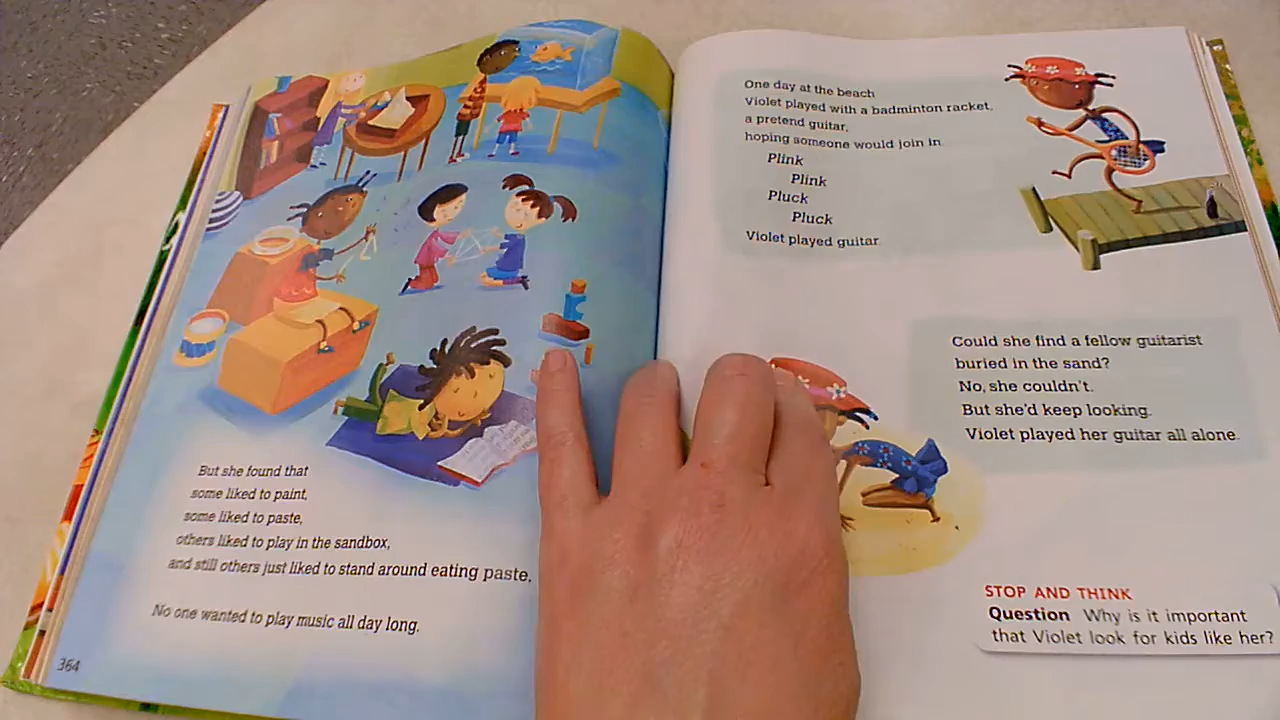 But she found that
some liked to paint,
some liked to paste,
others liked to play in the sandbox,
and still others just liked to stand around eating paste,
No one wanted to play music all day long.
364
One day at the beach
Violet played with a badminton racket,
a pretend guitar,
hoping someone would join in.
Plink
Plink
Pluck
Pluck
Violet played guitar.
Could she find a fellow guitarist
buried in the sand?
No, she couldn't.
But she'd keep looking.
Violet played her guitar all alone.
STOP AND THINK
Question Why is it important
that Violet look for kids like her?